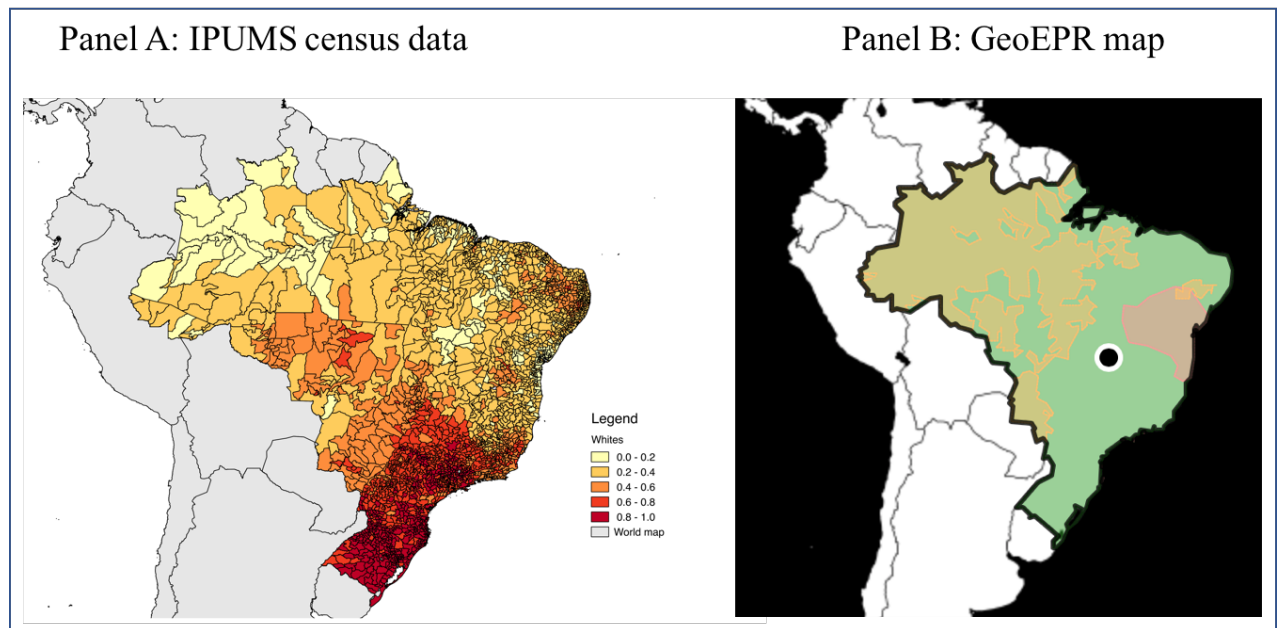 Panel A: IPUMS census data
Panel B: GeoEPR map
Legend
Whites
0.0 - 0.2
0.2 - 0.4
0.4 - 0.6
0.6 - 0.8
0.8 - 1.0
World map